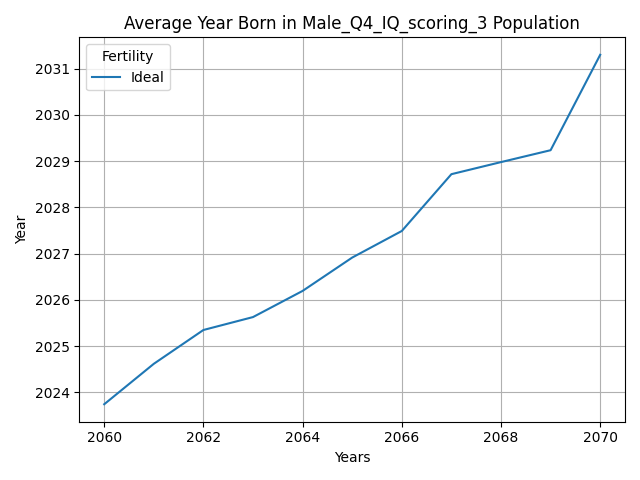 Average Year Born in Male_Q4_IQ_scoring_3 Population
Fertility
Ideal
2031
2030
2029
2028
2027
2026
2025
2024
Year
2060 2062 2064 2066 2068 2070
Years